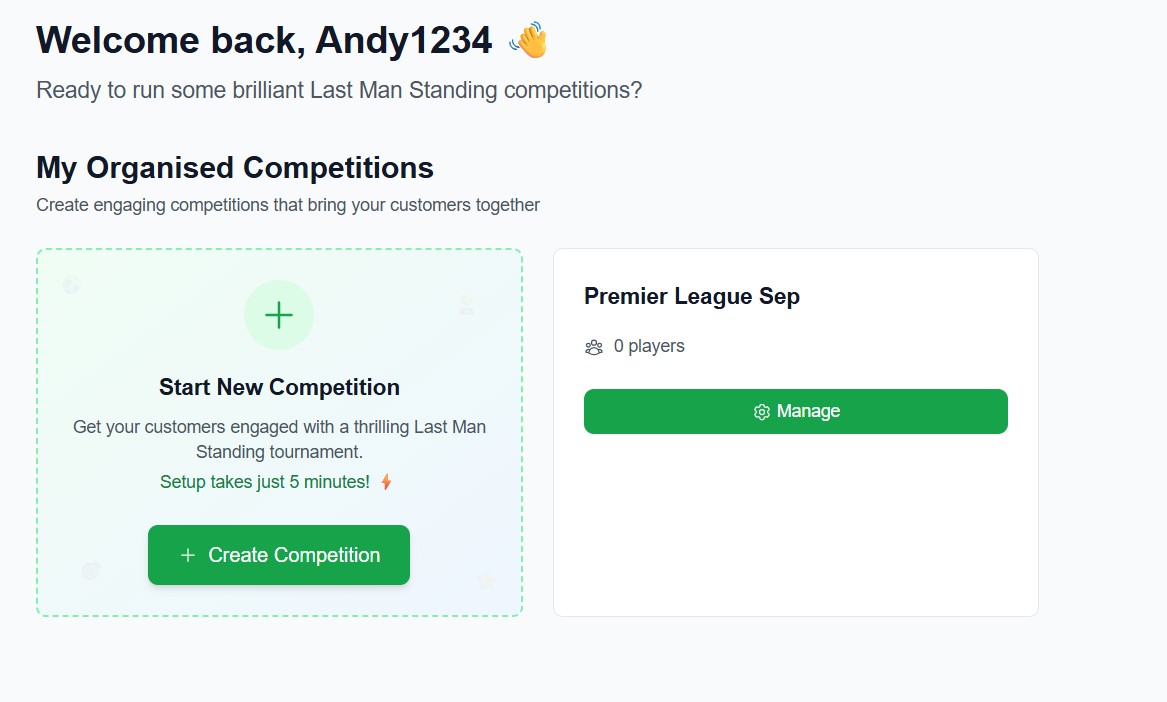 Welcome back, Andy1234 👋
Ready to run some brilliant Last Man Standing competitions?
My Organised Competitions
Create engaging competitions that bring your customers together
Start New Competition
Get your customers engaged with a thrilling Last Man
Standing tournament.
Setup takes just 5 minutes! ⚡
+ Create Competition
Premier League Sep
0 players
Manage